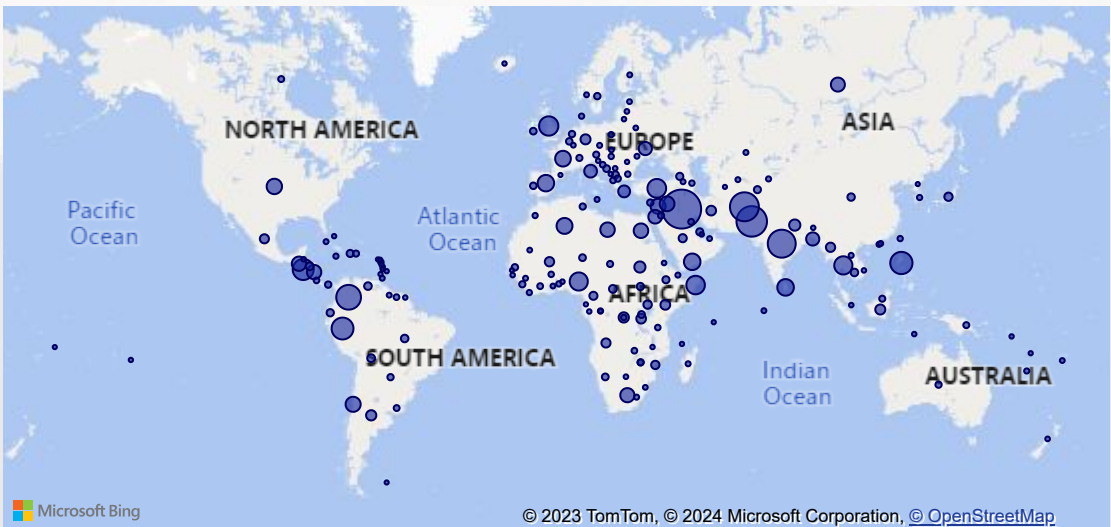 NORTH AMERICA
EUROPE
ASIA
Pacific
Ocean
Atlantic
Ocean
AFRICA
SOUTH AMERICA
Indian
Ocean
AUSTRALIA
Microsoft Bing
© 2023 TomTom, © 2024 Microsoft Corporation, © OpenStreetMap